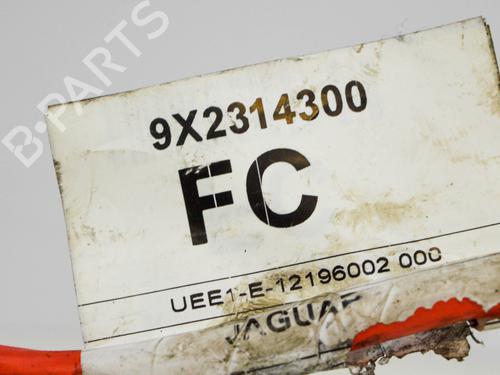 B-PARTS
9X2314300
FC
UEE1-E-12196002 000
JAGUAR